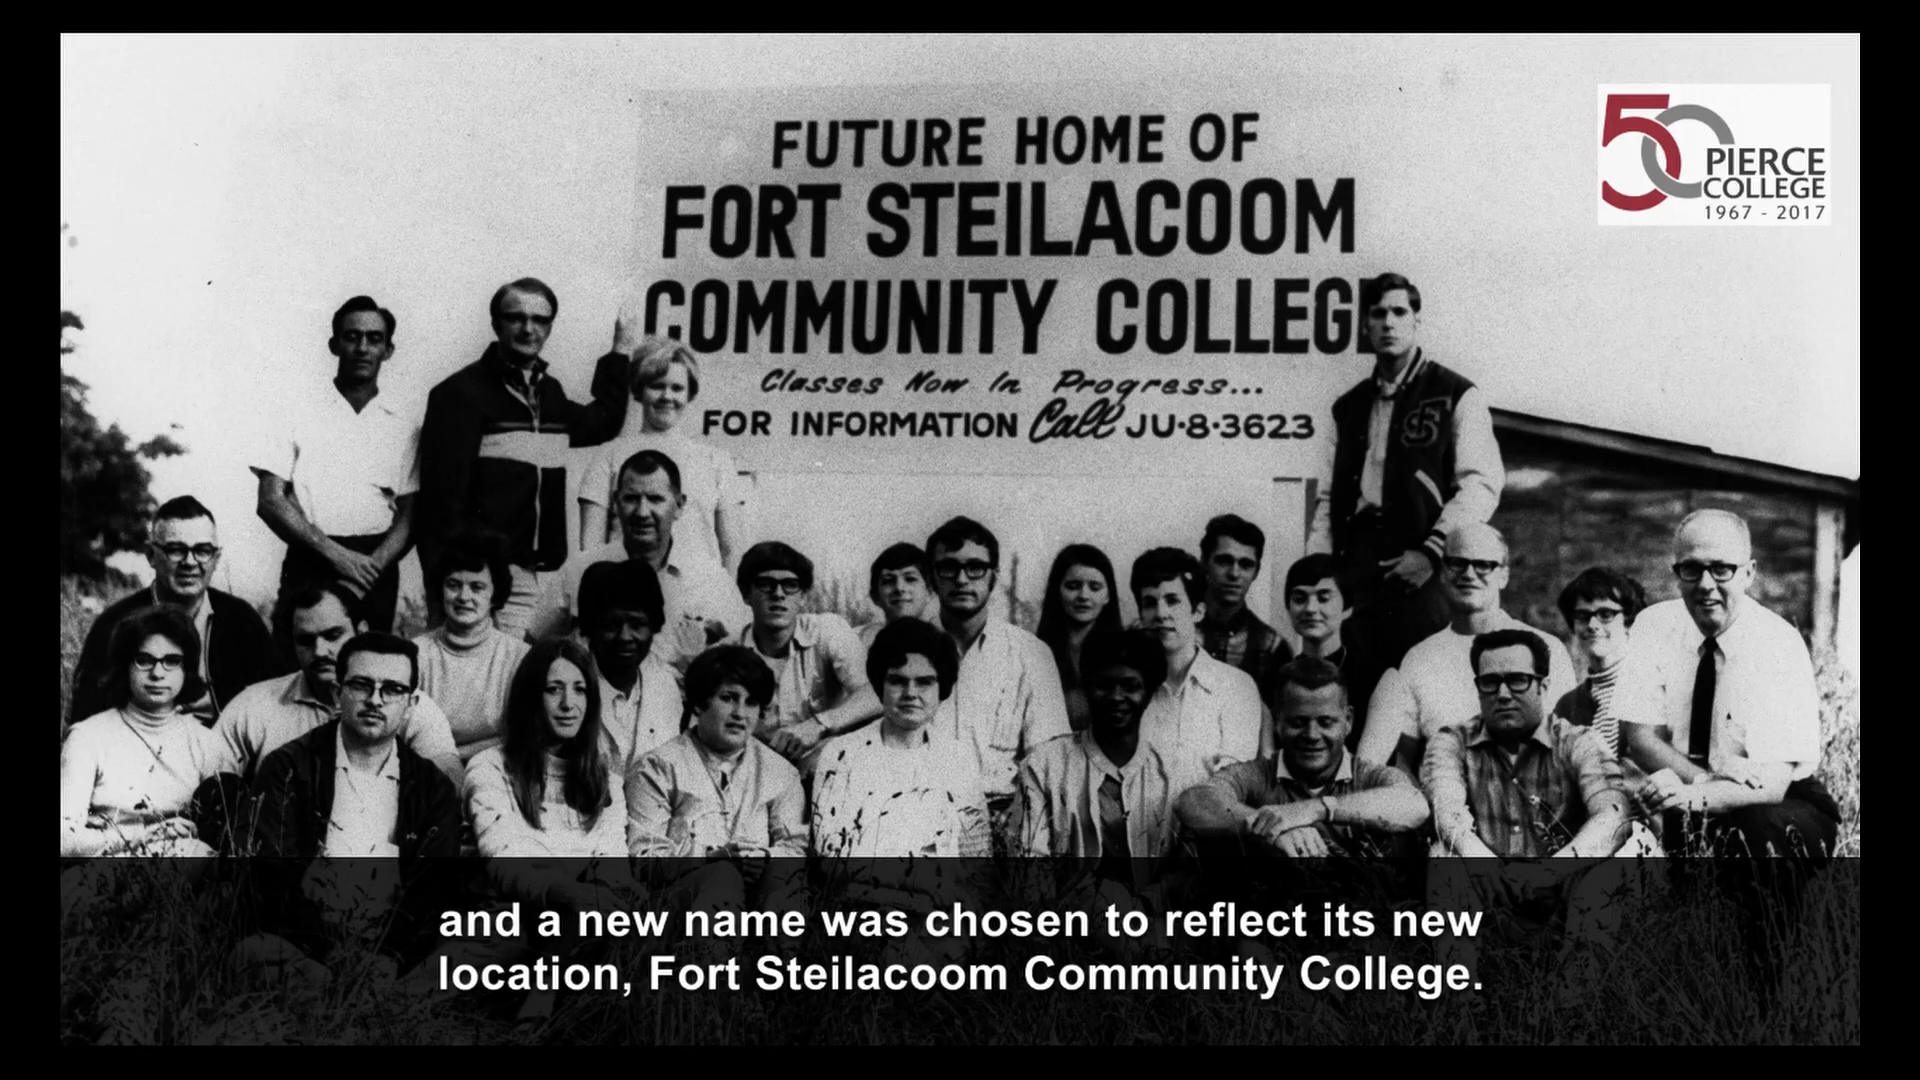 FUTURE HOME OF
FORT STEILACOOM
COMMUNITY COLLEGE
Classes Now In Progress...
FOR INFORMATION Call JU·8·3623
50
PIERCE
COLLEGE
1967 - 2017
and a new name was chosen to reflect its new
location, Fort Steilacoom Community College.